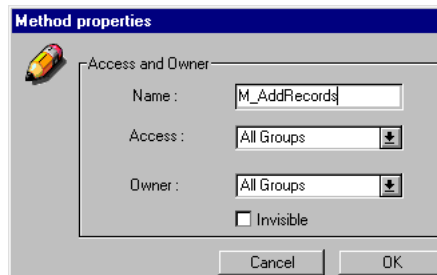 Method properties
Access and Owner
Name : M_AddRecords
Access : All Groups
Owner : All Groups
Invisible
Cancel OK